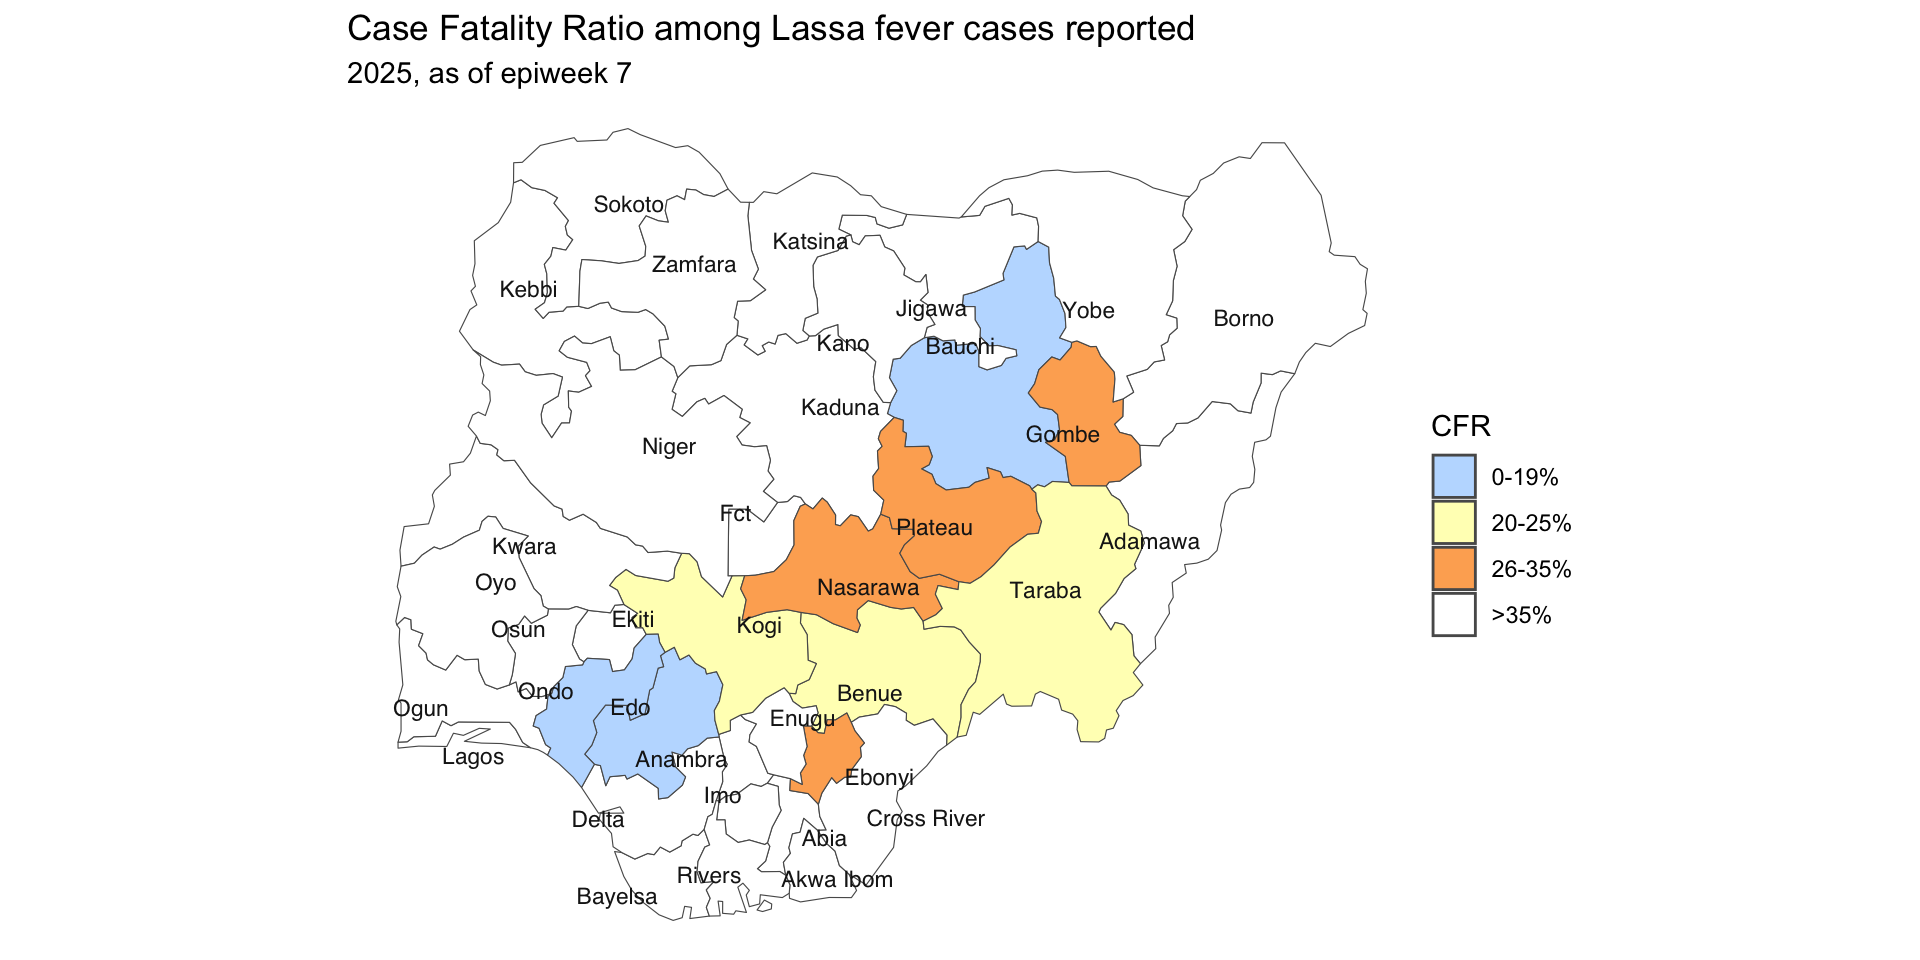 Case Fatality Ratio among Lassa fever cases reported
2025, as of epiweek 7
Sokoto
Katsina
Zamfara
Kebbi
Jigawa
Yobe
Borno
Kano
Bauchi
Kaduna
Gombe
Niger
Fct
Plateau
Adamawa
Kwara
Oyo
Nasarawa
Taraba
Ekiti
Osun
Kogi
Ondo
Benue
Edo
Ogun
Enugu
Lagos
Anambra
Ebonyi
Imo
Delta
Cross River
Abia
Rivers
Akwa Ibom
Bayelsa
CFR
0-19%
20-25%
26-35%
>35%